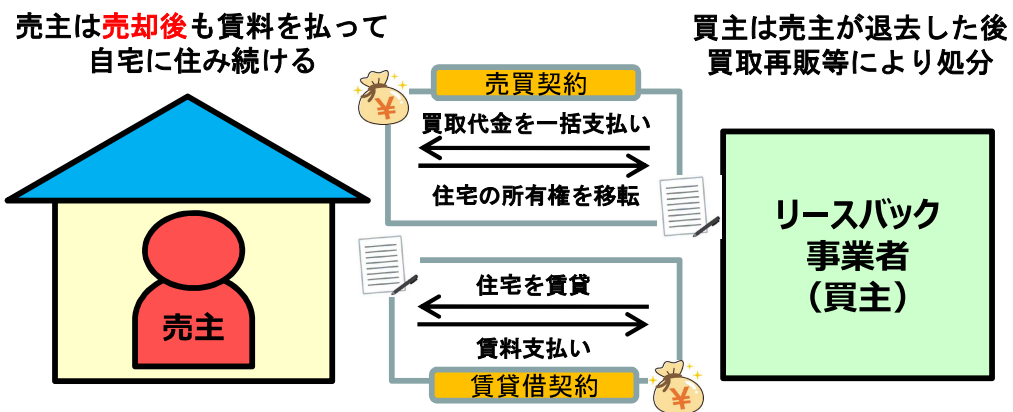 売主は売却後も賃料を払って
自宅に住み続ける
買主は売主が退去した後
買取再販等により処分
売買契約
¥
買取代金を一括支払い
住宅の所有権を移転
リースバック
事業者
（買主）
売主
住宅を賃貸
賃料支払い
賃貸借契約
¥